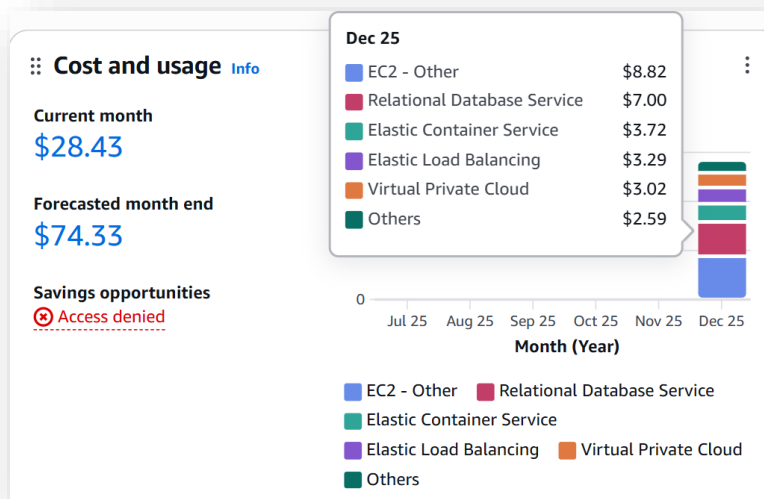 Cost and usage Info
Current month
$28.43
Forecasted month end
$74.33
Savings opportunities
Access denied
Dec 25
EC2 - Other $8.82
Relational Database Service $7.00
Elastic Container Service $3.72
Elastic Load Balancing $3.29
Virtual Private Cloud $3.02
Others $2.59
0
Jul 25 Aug 25 Sep 25 Oct 25 Nov 25 Dec 25
Month (Year)
EC2 - Other Relational Database Service
Elastic Container Service
Elastic Load Balancing Virtual Private Cloud
Others